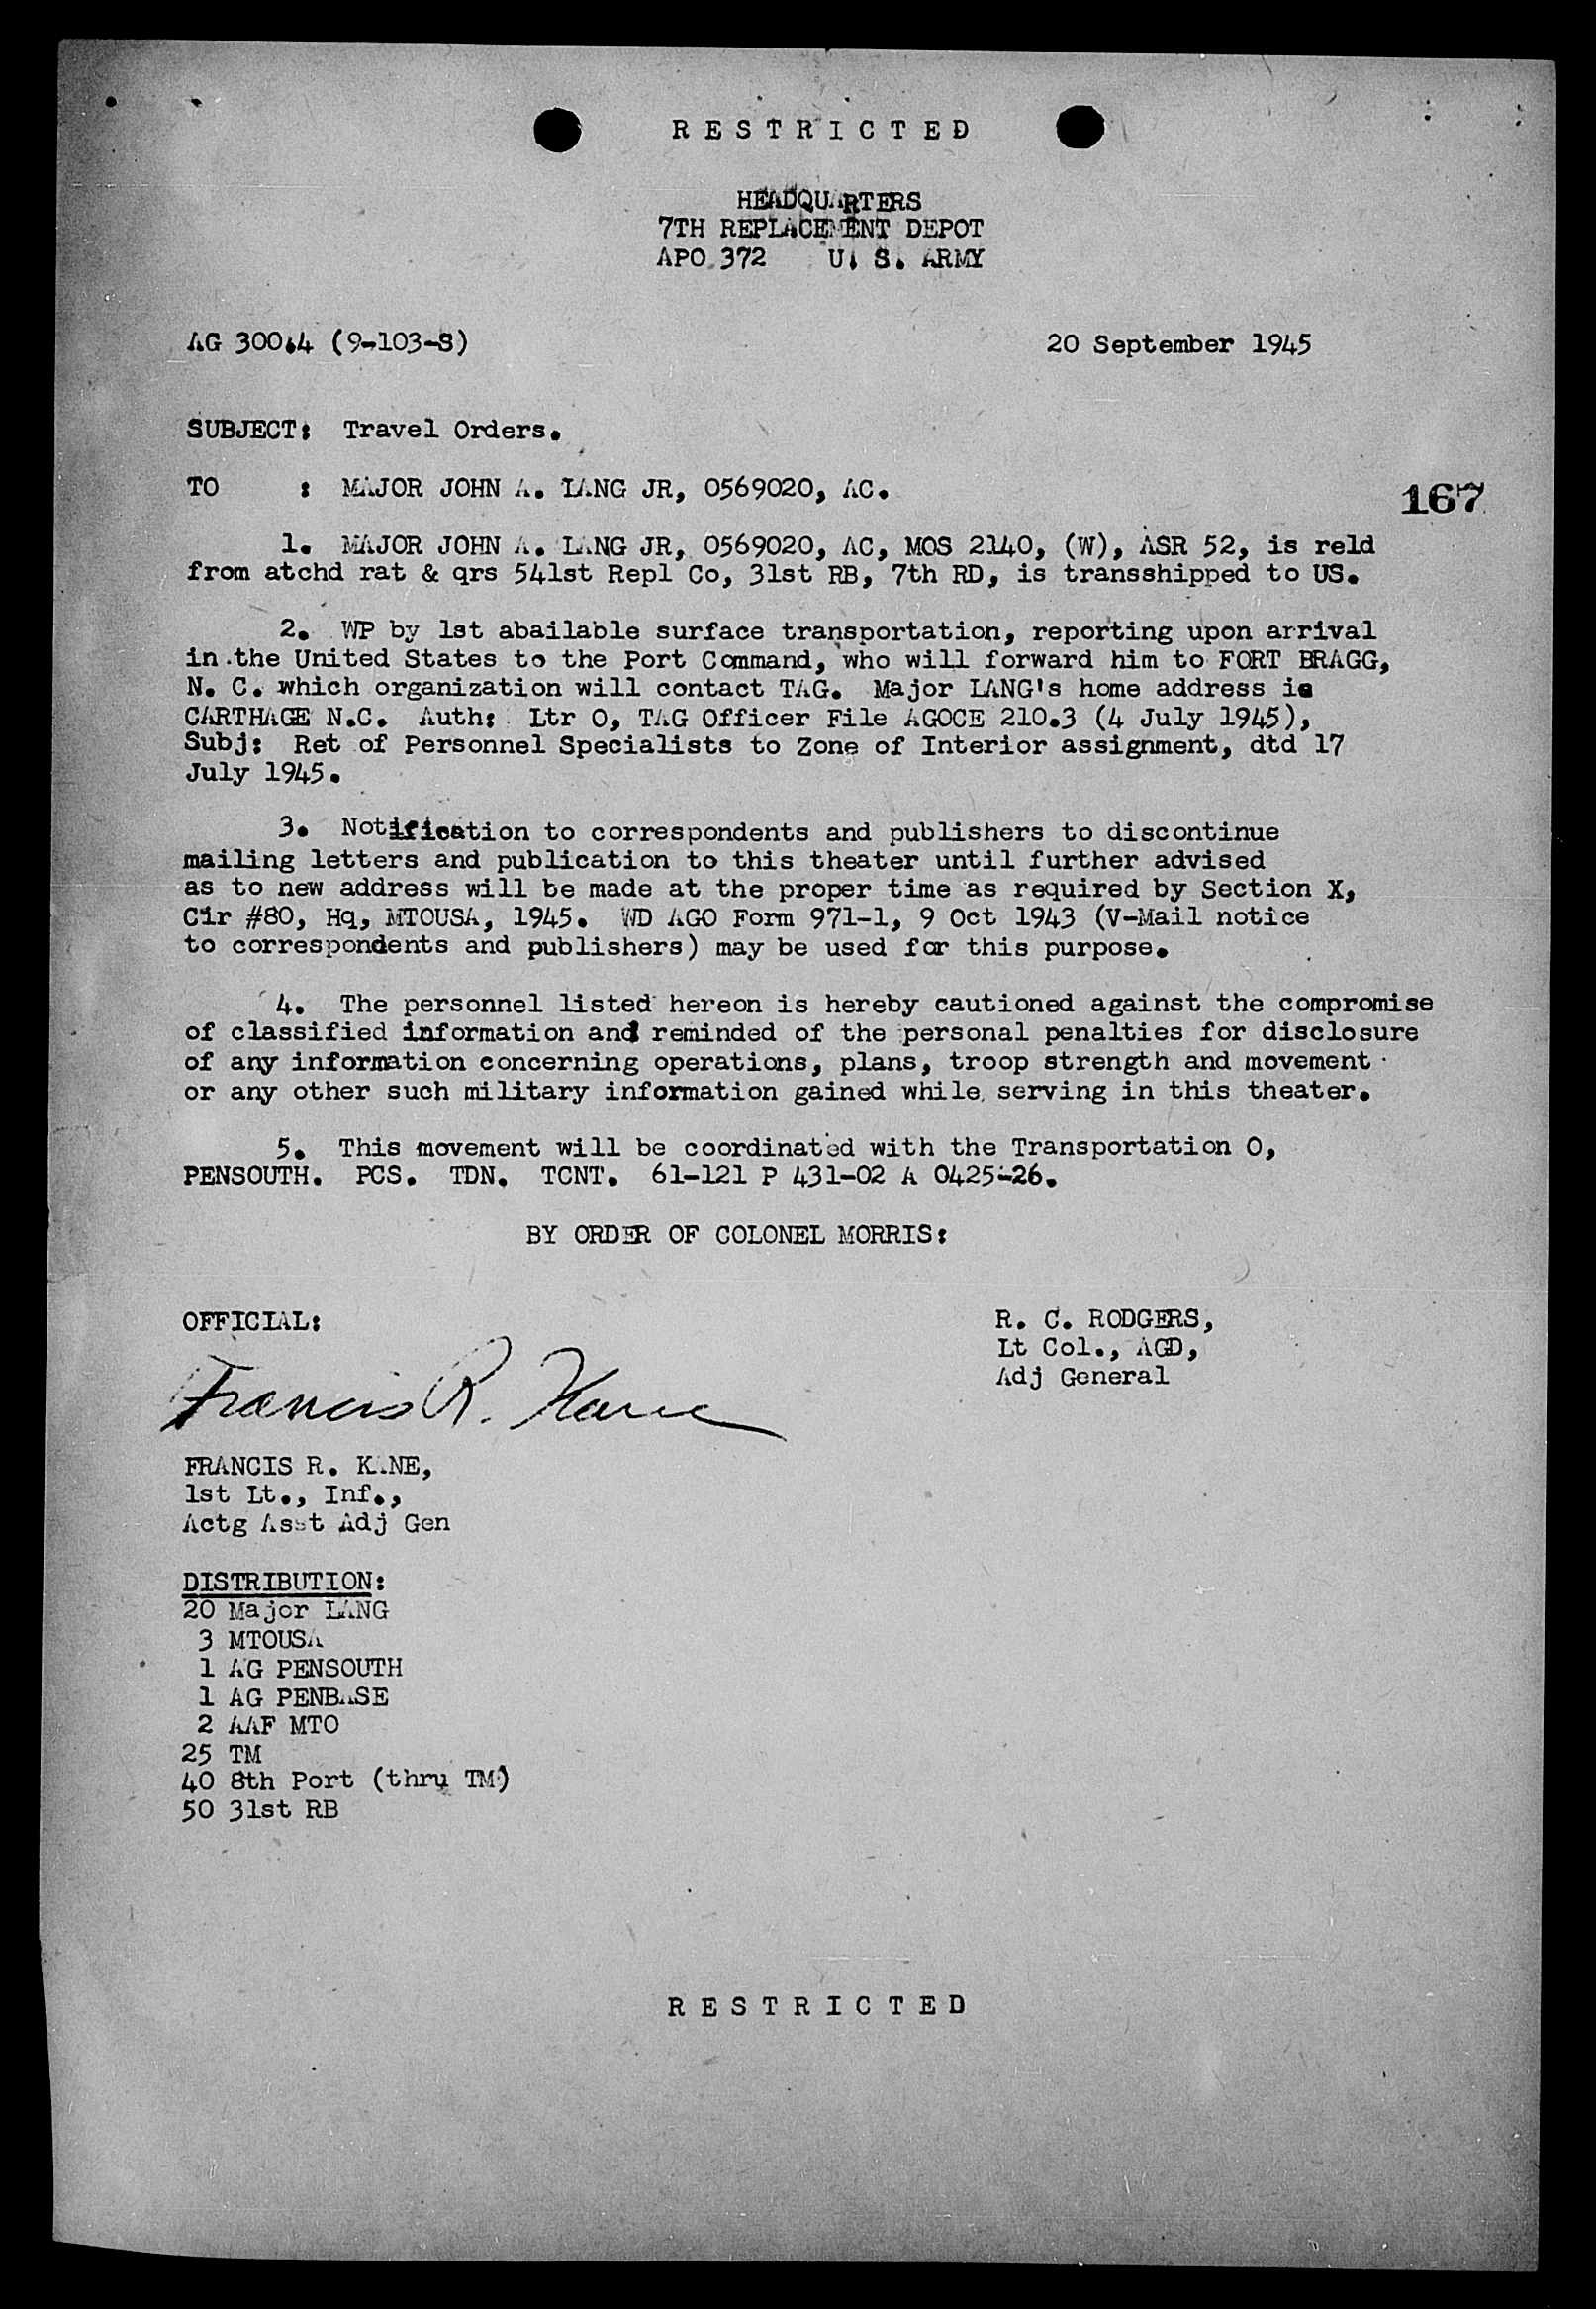 RESTRICTED
HEADQUARTERS
7TH REPLACEMENT DEPOT
APO 372 U. S. ARMY
AG 300.4 (9-103-S) 20 September 1945
SUBJECT: Travel Orders.
TO : MAJOR JOHN A. LANG JR, 0569020, AC.
167
1. MAJOR JOHN A. LANG JR, 0569020, AC, MOS 2140, (W), ASR 52, is reld
from atchd rat & qrs 541st Repl Co, 31st RB, 7th RD, is transshipped to US.
2. WP by 1st abailable surface transportation, reporting upon arrival
in the United States to the Port Command, who will forward him to FORT BRAGG,
N. C. which organization will contact TAG. Major LANG's home address is
CARTHAGE N.C. Auth: Ltr O, TAG Officer File AGOCE 210.3 (4 July 1945),
Subj: Ret of Personnel Specialists to Zone of Interior assignment, dtd 17
July 1945.
3. Notification to correspondents and publishers to discontinue
mailing letters and publication to this theater until further advised
as to new address will be made at the proper time as required by Section X,
Cir #80, Hq, MTOUSA, 1945. WD AGO Form 971-1, 9 Oct 1943 (V-Mail notice
to correspondents and publishers) may be used for this purpose.
4. The personnel listed hereon is hereby cautioned against the compromise
of classified information and reminded of the personal penalties for disclosure
of any information concerning operations, plans, troop strength and movement
or any other such military information gained while serving in this theater.
5. This movement will be coordinated with the Transportation O,
PENSOUTH. PCS. TDN. TCNT. 61-121 P 431-02 A 0425-26.
BY ORDER OF COLONEL MORRIS:
OFFICIAL:
R. C. RODGERS,
Lt Col., AGD,
Adj General
Francis R. Kane
FRANCIS R. KANE,
1st Lt., Inf.,
Actg Asst Adj Gen
DISTRIBUTION:
20 Major LANG
3 MTOUSA
1 AG PENSOUTH
1 AG PENBASE
2 AAF MTO
25 TM
40 8th Port (thru TM)
50 31st RB
RESTRICTED